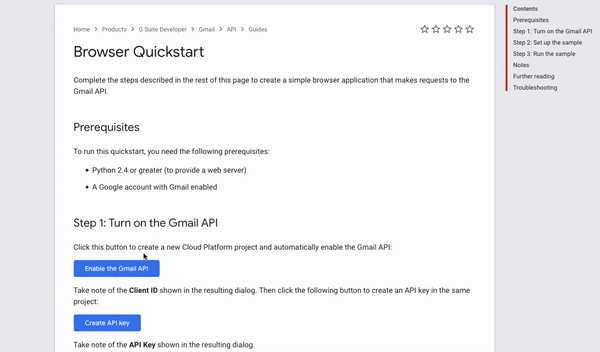 Home > Products > G Suite Developer > Gmail > API > Guides
Browser Quickstart
Complete the steps described in the rest of this page to create a simple browser application that makes requests to the
Gmail API.
Prerequisites
To run this quickstart, you need the following prerequisites:
• Python 2.4 or greater (to provide a web server)
• A Google account with Gmail enabled
Step 1: Turn on the Gmail API
Click this button to create a new Cloud Platform project and automatically enable the Gmail API:
Enable the Gmail API
Take note of the Client ID shown in the resulting dialog. Then click the following button to create an API key in the same
project:
Create API key
Take note of the API Key shown in the resulting dialog.
Contents
Prerequisites
Step 1: Turn on the Gmail API
Step 2: Set up the sample
Step 3: Run the sample
Notes
Further reading
Troubleshooting